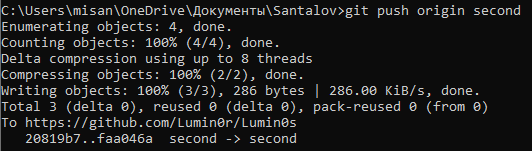 C:\Users\misan\OneDrive\Документы\Santalov>git push origin second
Enumerating objects: 4, done.
Counting objects: 100% (4/4), done.
Delta compression using up to 8 threads
Compressing objects: 100% (2/2), done.
Writing objects: 100% (3/3), 286 bytes | 286.00 KiB/s, done.
Total 3 (delta 0), reused 0 (delta 0), pack-reused 0 (from 0)
To https://github.com/Lumin0r/Lumin0s
   20819b7..faa046a  second -> second